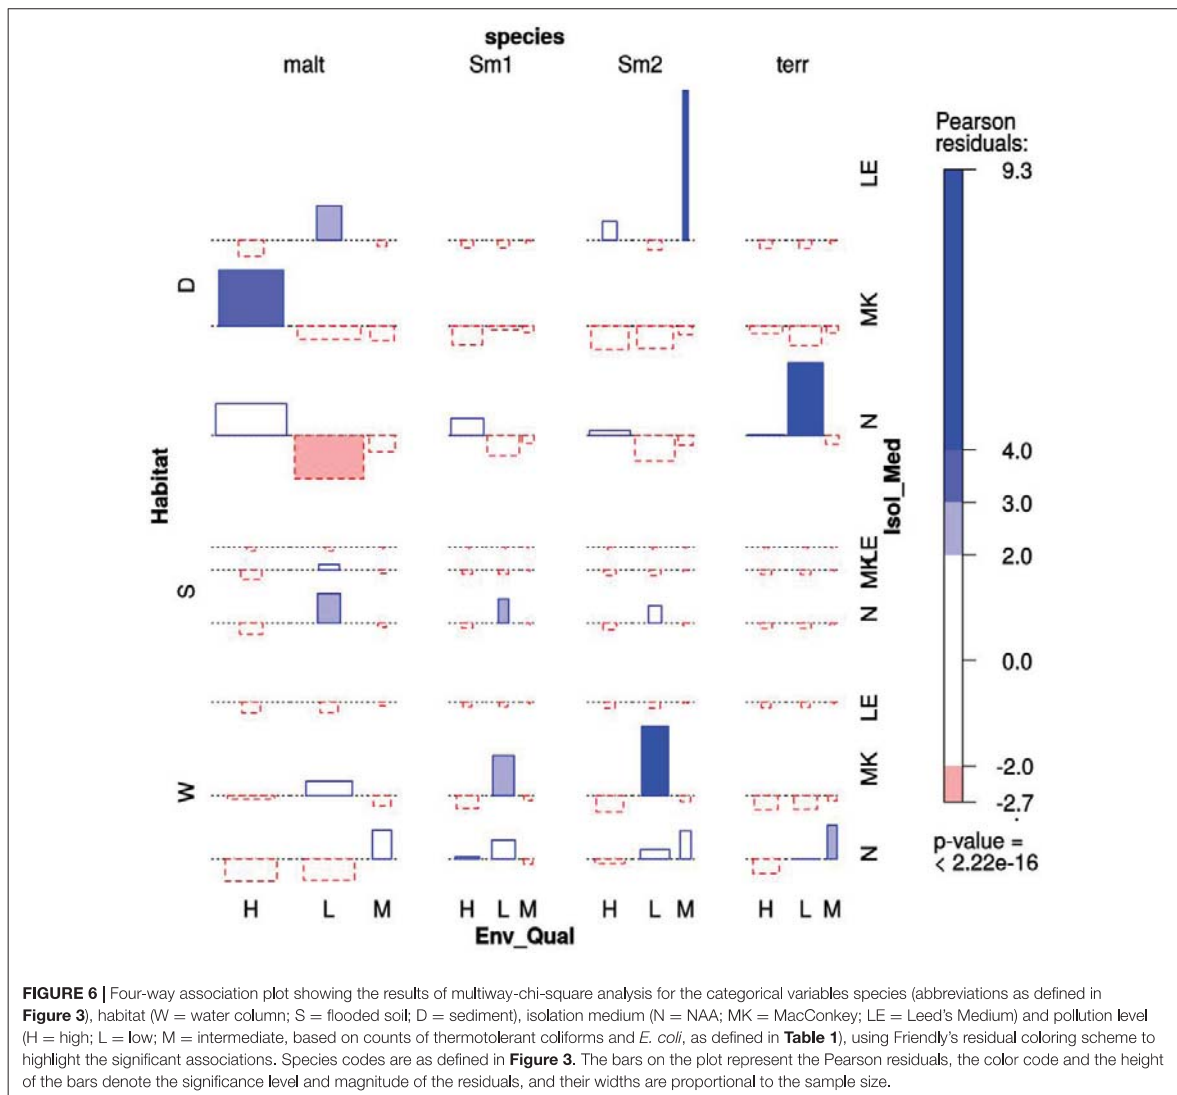 species
malt Sm1 Sm2 terr
Pearson
residuals:
9.3
4.0
3.0
2.0
0.0
-2.0
-2.7
p-value =
< 2.22e-16
Habitat
D
S
W
Isol_Med
LE
MK
N
LE
MK
N
LE
MK
N
H L M H L M H L M H L M
Env_Qual
FIGURE 6 | Four-way association plot showing the results of multiway-chi-square analysis for the categorical variables species (abbreviations as defined in
Figure 3), habitat (W = water column; S = flooded soil; D = sediment), isolation medium (N = NAA; MK = MacConkey; LE = Leed's Medium) and pollution level
(H = high; L = low; M = intermediate, based on counts of thermotolerant coliforms and E. coli, as defined in Table 1), using Friendly's residual coloring scheme to
highlight the significant associations. Species codes are as defined in Figure 3. The bars on the plot represent the Pearson residuals, the color code and the height
of the bars denote the significance level and magnitude of the residuals, and their widths are proportional to the sample size.